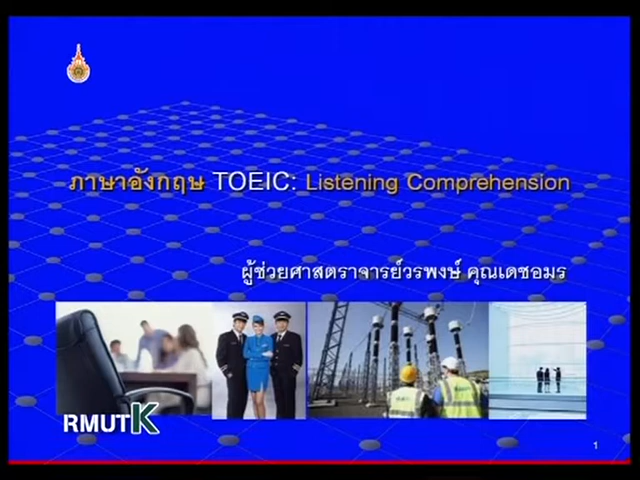 ภาษาอังกฤษ TOEIC: Listening Comprehension
ผู้ช่วยศาสตราจารย์วรพงษ์ คุณเดชอมร
RMUTK
1